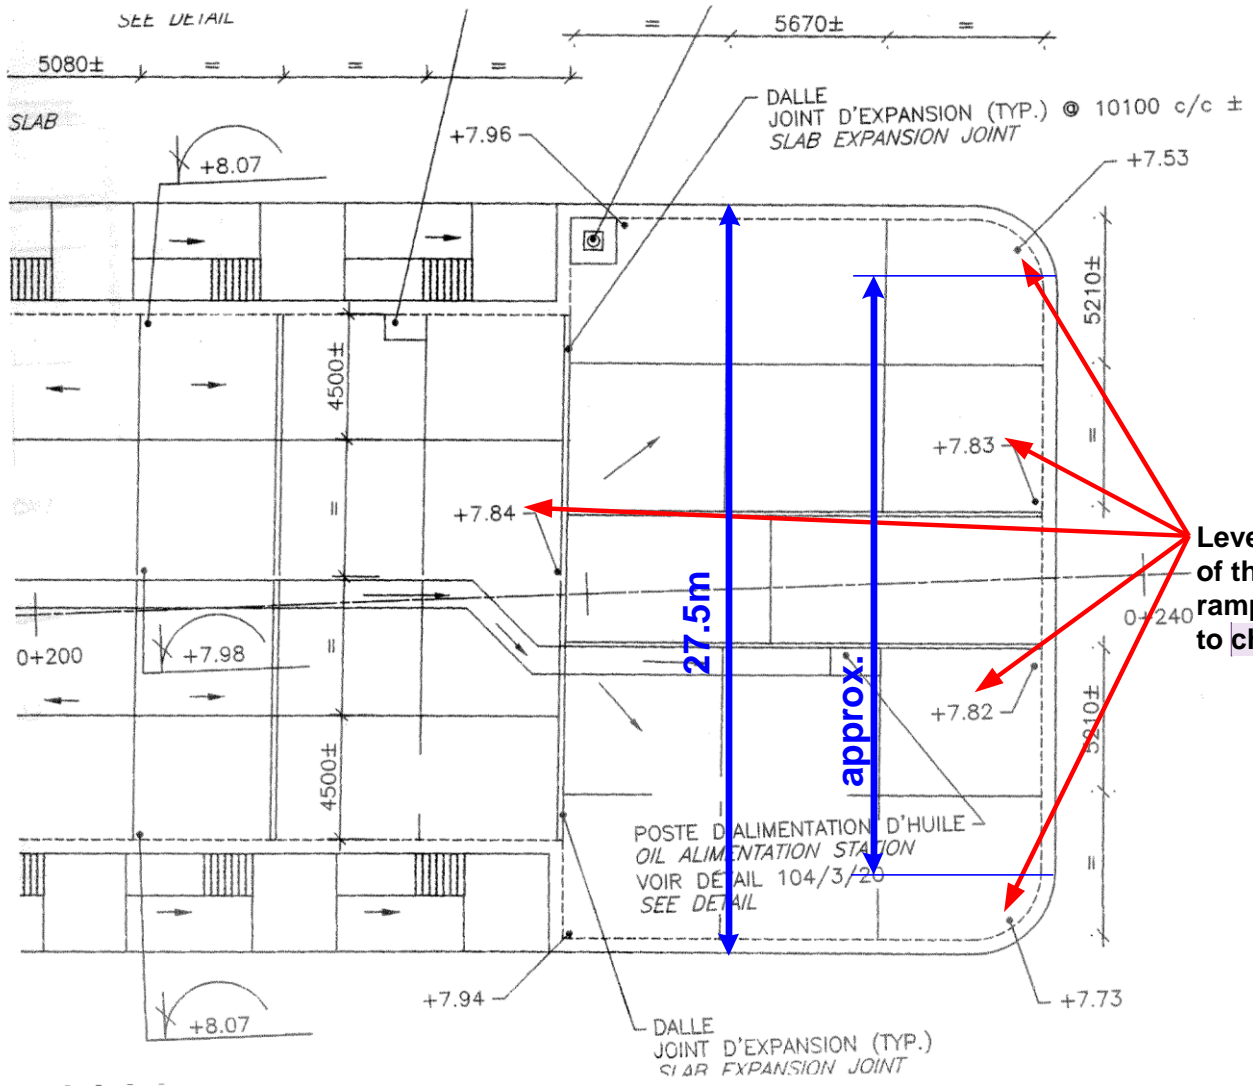 SEE DETAIL
= 5670± =
5080± = = =
SLAB
DALLE
JOINT D'EXPANSION (TYP.) @ 10100 c/c ±
SLAB EXPANSION JOINT
+7.96
+7.53
+8.07
5210±
4500±
+7.83
=
+7.84
=
Leve
of th
ramp
to ch
27.5m
0+240
0+200
+7.98
=
approx.
+7.82
5210±
4500±
POSTE D'ALIMENTATION D'HUILE
OIL ALIMENTATION STATION
VOIR DÉTAIL 104/3/20
SEE DETAIL
=
+7.94
+7.73
+8.07
DALLE
JOINT D'EXPANSION (TYP.)
SLAB EXPANSION JOINT